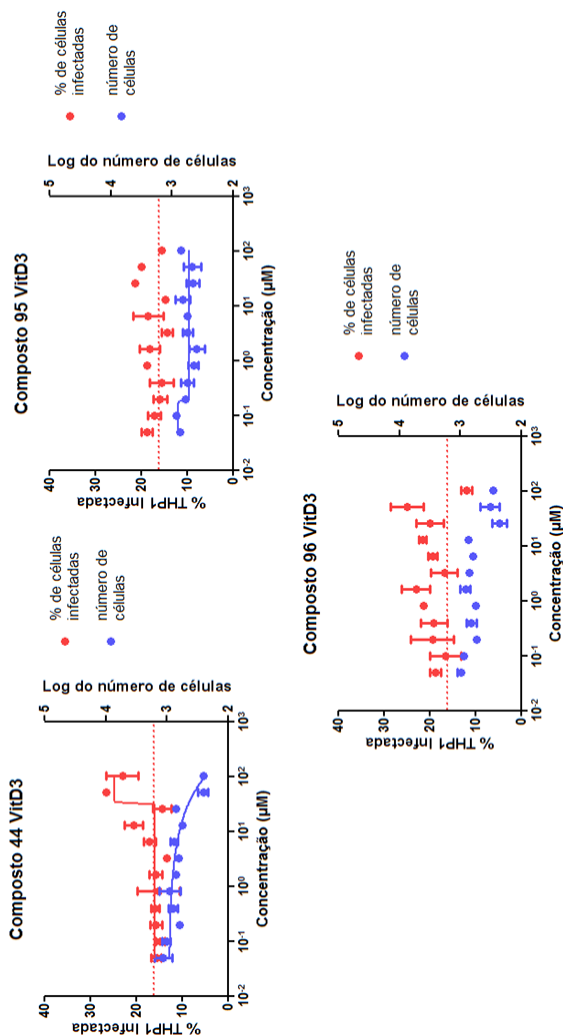 Composto 44 VitD3
% THP1 Infectada
40
30
20
10
0
Log do número de células
5
4
3
2
10-2
10-1
100
101
102
103
Concentração (µM)
% de células
infectadas
número de
células
Composto 95 VitD3
% THP1 Infectada
40
30
20
10
0
Log do número de células
5
4
3
2
10-2
10-1
100
101
102
103
Concentração (µM)
% de células
infectadas
número de
células
Composto 96 VitD3
% THP1 Infectada
40
30
20
10
0
Log do número de células
5
4
3
2
10-2
10-1
100
101
102
103
Concentração (µM)
% de células
infectadas
número de
células